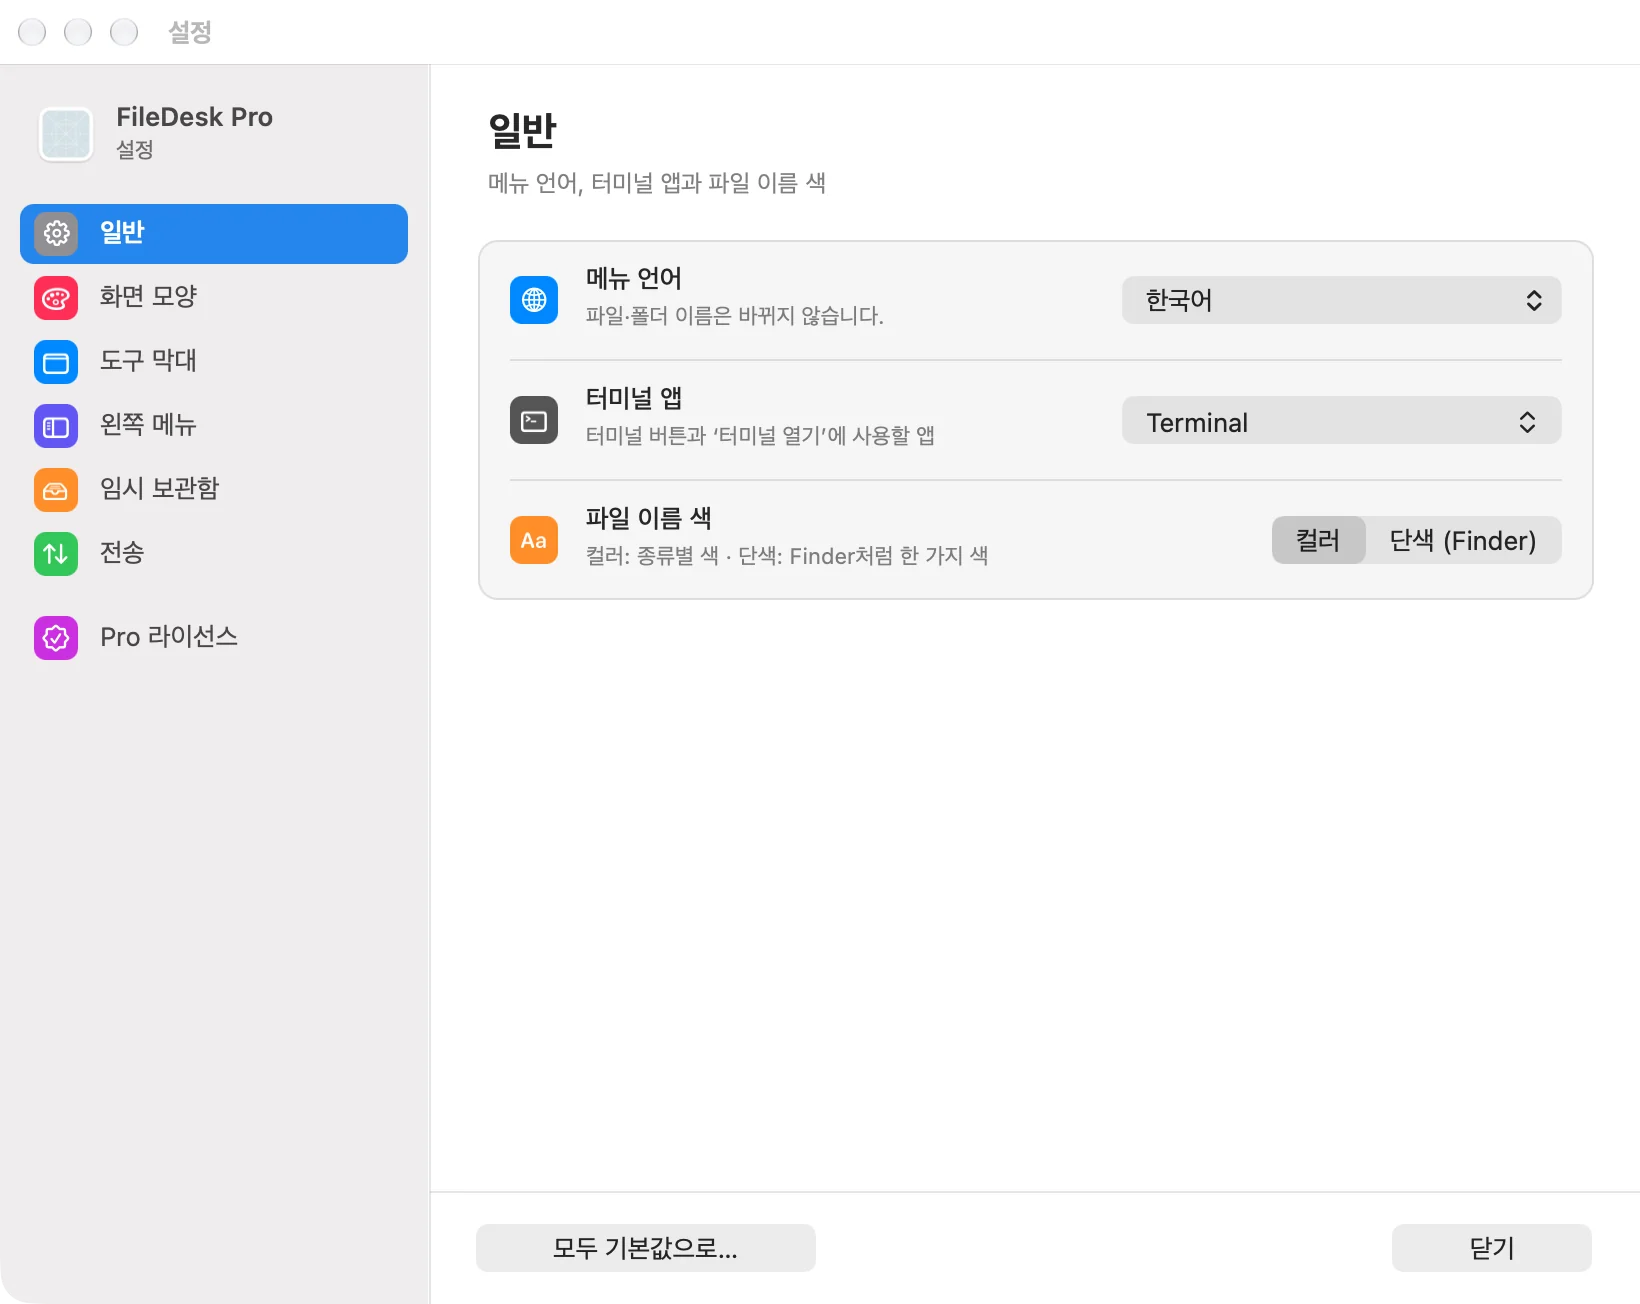 설정
FileDesk Pro
설정
일반
화면 모양
도구 막대
왼쪽 메뉴
임시 보관함
전송
Pro 라이선스
일반
메뉴 언어, 터미널 앱과 파일 이름 색
메뉴 언어
파일·폴더 이름은 바뀌지 않습니다.
한국어
터미널 앱
터미널 버튼과 ‘터미널 열기’에 사용할 앱
Terminal
Aa
파일 이름 색
컬러: 종류별 색 · 단색: Finder처럼 한 가지 색
컬러
단색 (Finder)
모두 기본값으로...
닫기